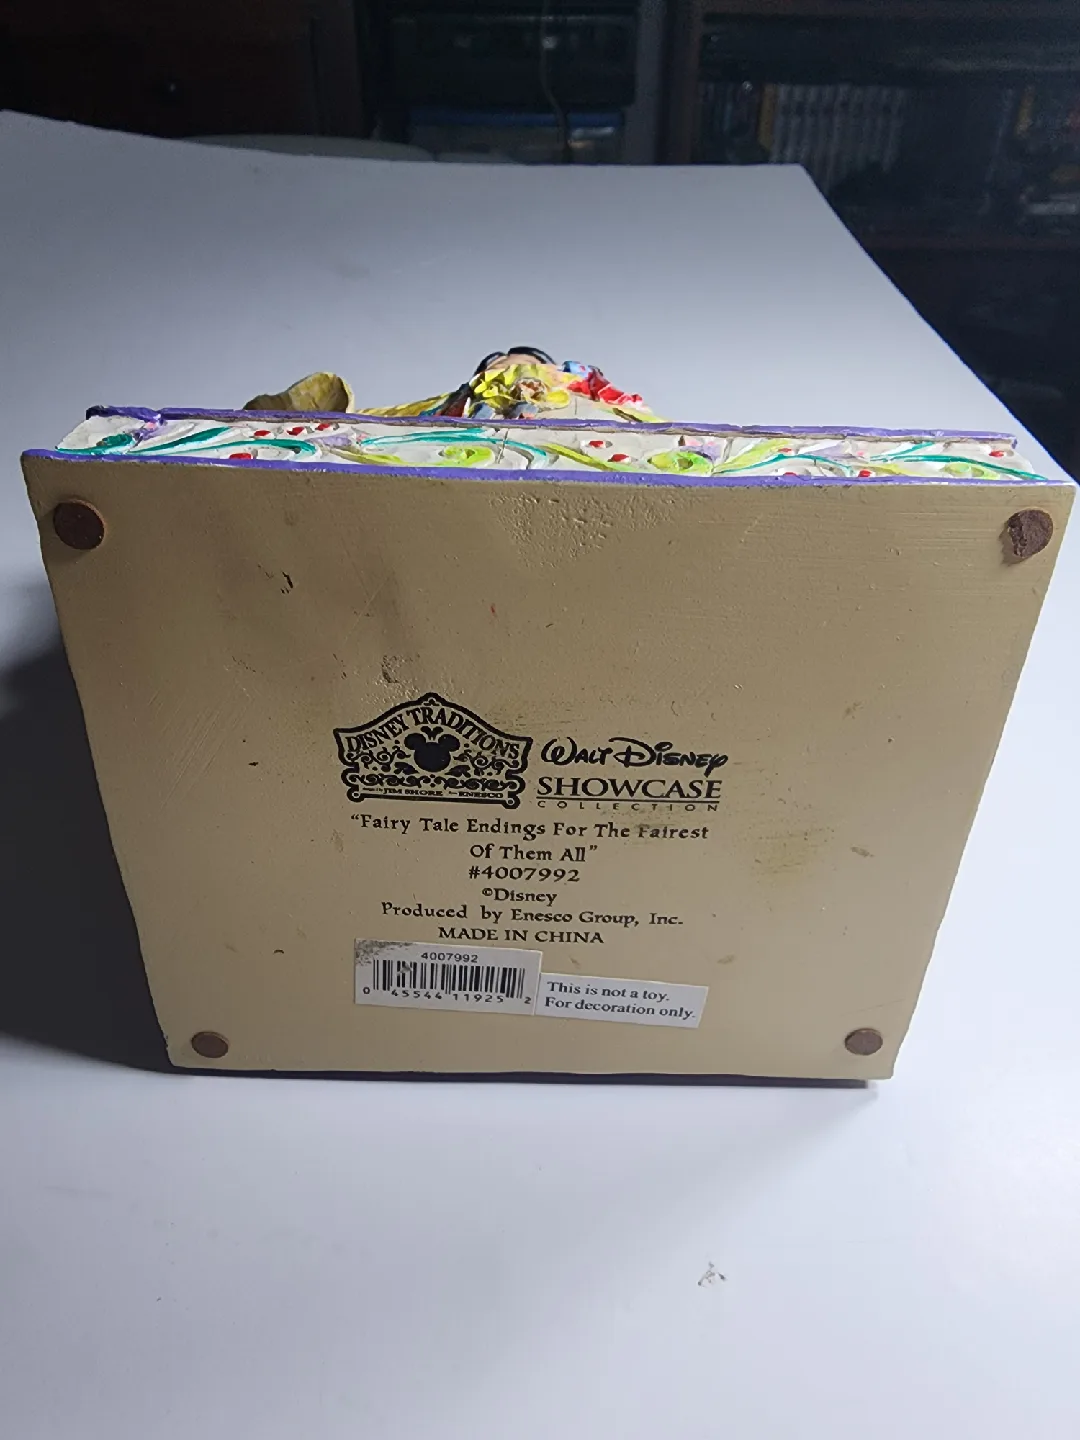 DISNEY TRADITIONS
JIM SHORE
ENESCO
WALT DISNEY
SHOWCASE
COLLECTION
“Fairy Tale Endings For The Fairest
Of Them All”
#4007992
©Disney
Produced by Enesco Group, Inc.
MADE IN CHINA
4007992
0 45544 11925 2
This is not a toy.
For decoration only.